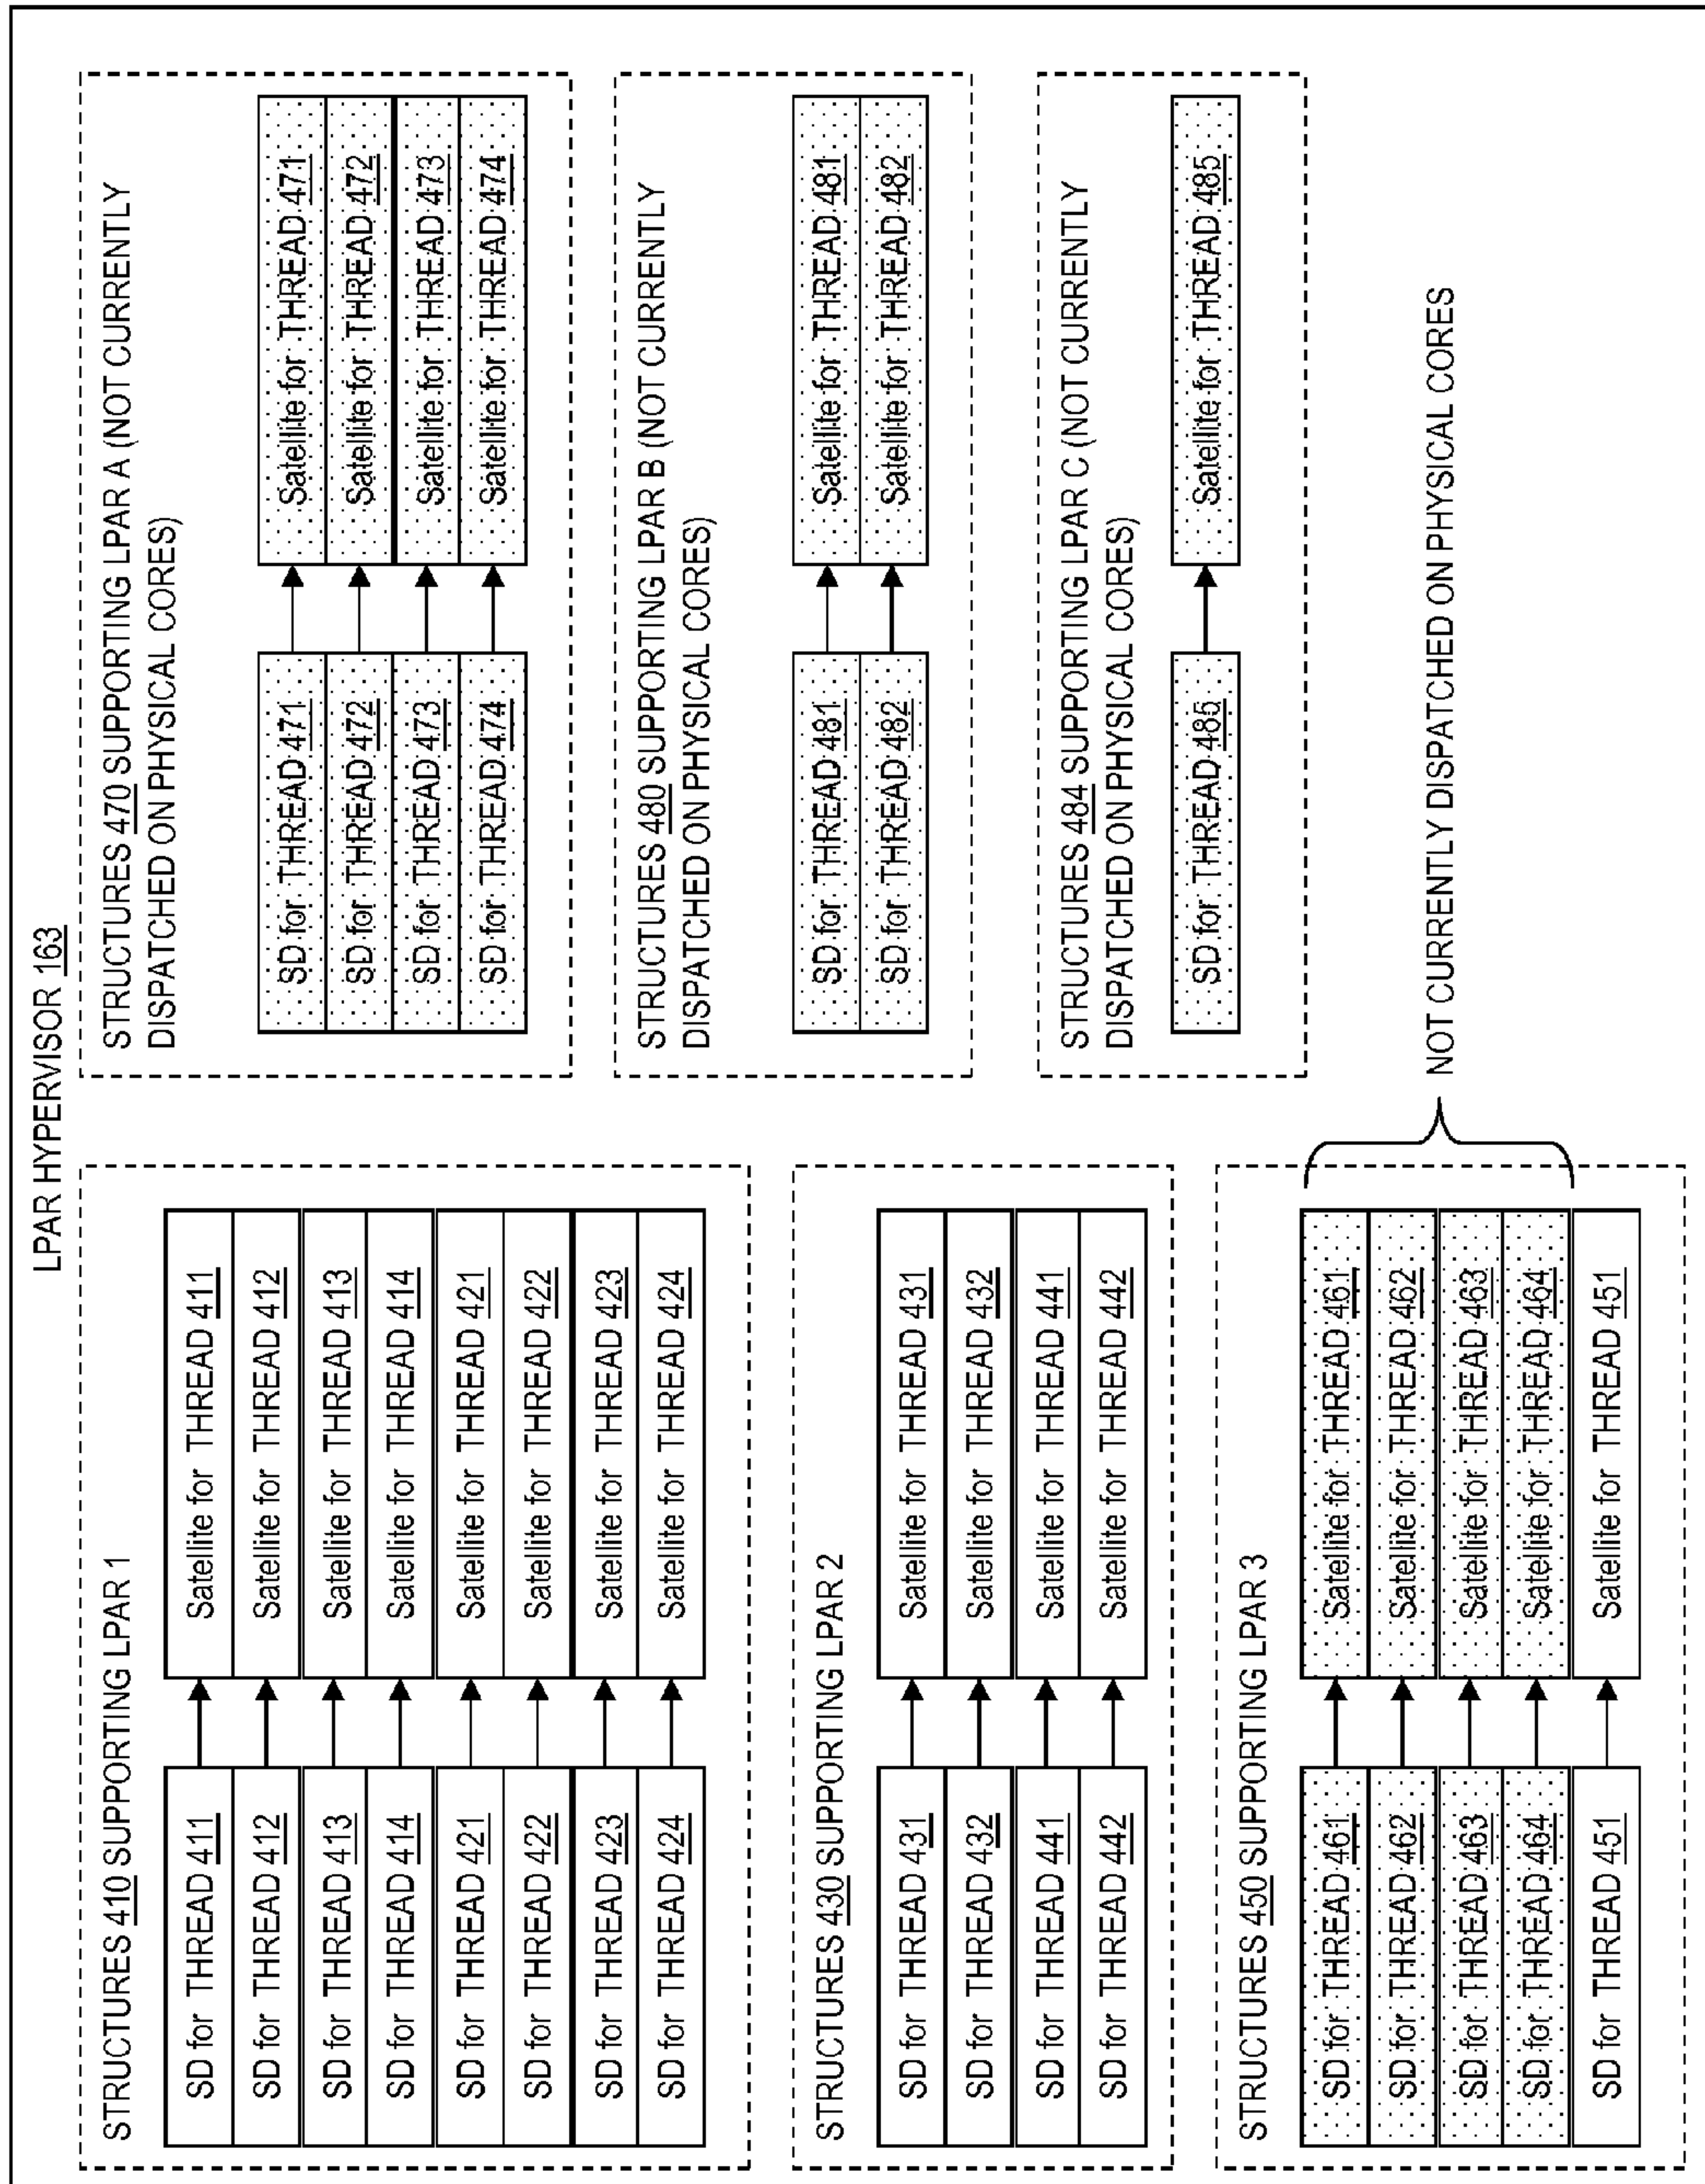 LPAR HYPERVISOR 163
STRUCTURES 410 SUPPORTING LPAR 1
SD for THREAD 411
Satellite for THREAD 411
SD for THREAD 412
Satellite for THREAD 412
SD for THREAD 413
Satellite for THREAD 413
SD for THREAD 414
Satellite for THREAD 414
SD for THREAD 421
Satellite for THREAD 421
SD for THREAD 422
Satellite for THREAD 422
SD for THREAD 423
Satellite for THREAD 423
SD for THREAD 424
Satellite for THREAD 424
STRUCTURES 430 SUPPORTING LPAR 2
SD for THREAD 431
Satellite for THREAD 431
SD for THREAD 432
Satellite for THREAD 432
SD for THREAD 441
Satellite for THREAD 441
SD for THREAD 442
Satellite for THREAD 442
STRUCTURES 450 SUPPORTING LPAR 3
SD for THREAD 461
Satellite for THREAD 461
SD for THREAD 462
Satellite for THREAD 462
SD for THREAD 463
Satellite for THREAD 463
SD for THREAD 464
Satellite for THREAD 464
SD for THREAD 451
Satellite for THREAD 451
STRUCTURES 470 SUPPORTING LPAR A (NOT CURRENTLY
DISPATCHED ON PHYSICAL CORES)
SD for THREAD 471
Satellite for THREAD 471
SD for THREAD 472
Satellite for THREAD 472
SD for THREAD 473
Satellite for THREAD 473
SD for THREAD 474
Satellite for THREAD 474
STRUCTURES 480 SUPPORTING LPAR B (NOT CURRENTLY
DISPATCHED ON PHYSICAL CORES)
SD for THREAD 481
Satellite for THREAD 481
SD for THREAD 482
Satellite for THREAD 482
STRUCTURES 484 SUPPORTING LPAR C (NOT CURRENTLY
DISPATCHED ON PHYSICAL CORES)
SD for THREAD 485
Satellite for THREAD 485
NOT CURRENTLY DISPATCHED ON PHYSICAL CORES